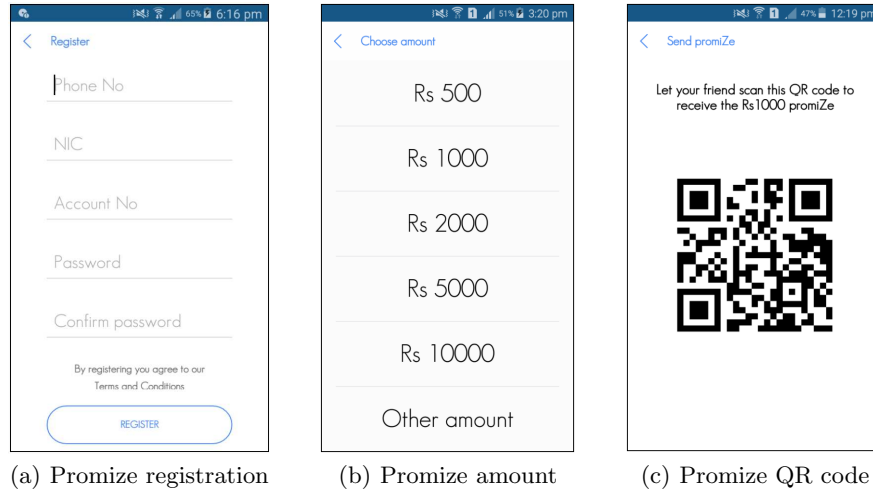 65% 6:16 pm
Register
Phone No
NIC
Account No
Password
Confirm password
By registering you agree to our
Terms and Conditions
REGISTER
(a) Promize registration
1 51% 3:20 pm
Choose amount
Rs 500
Rs 1000
Rs 2000
Rs 5000
Rs 10000
Other amount
(b) Promize amount
1 47% 12:19 pm
Send promiZe
Let your friend scan this QR code to
receive the Rs1000 promiZe
(c) Promize QR code